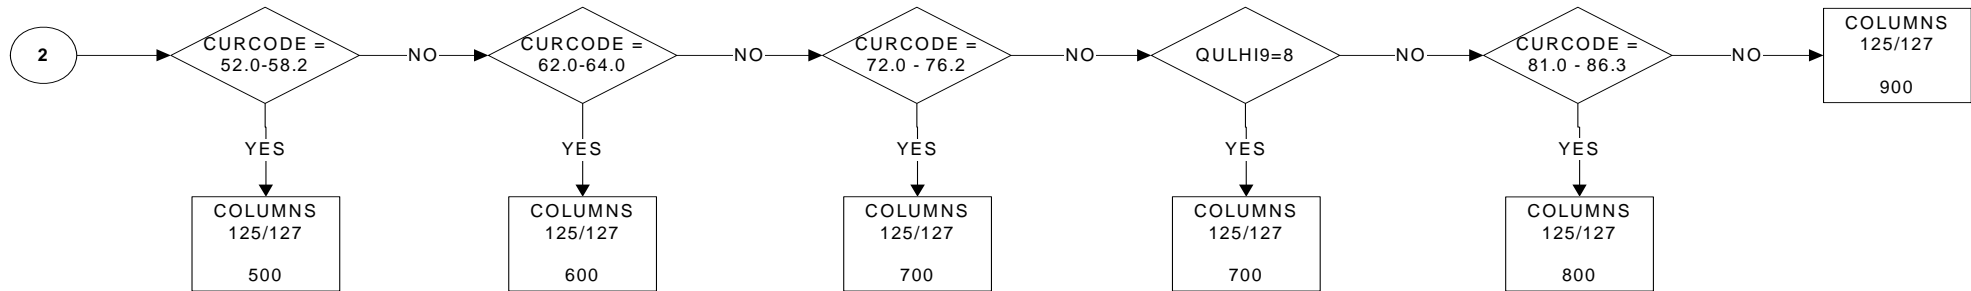 2
CURCODE =
52.0-58.2
NO
CURCODE =
62.0-64.0
NO
CURCODE =
72.0 - 76.2
NO
QULHI9=8
NO
CURCODE =
81.0 - 86.3
NO
COLUMNS
125/127
900
YES
YES
YES
YES
YES
COLUMNS
125/127
500
COLUMNS
125/127
600
COLUMNS
125/127
700
COLUMNS
125/127
700
COLUMNS
125/127
800